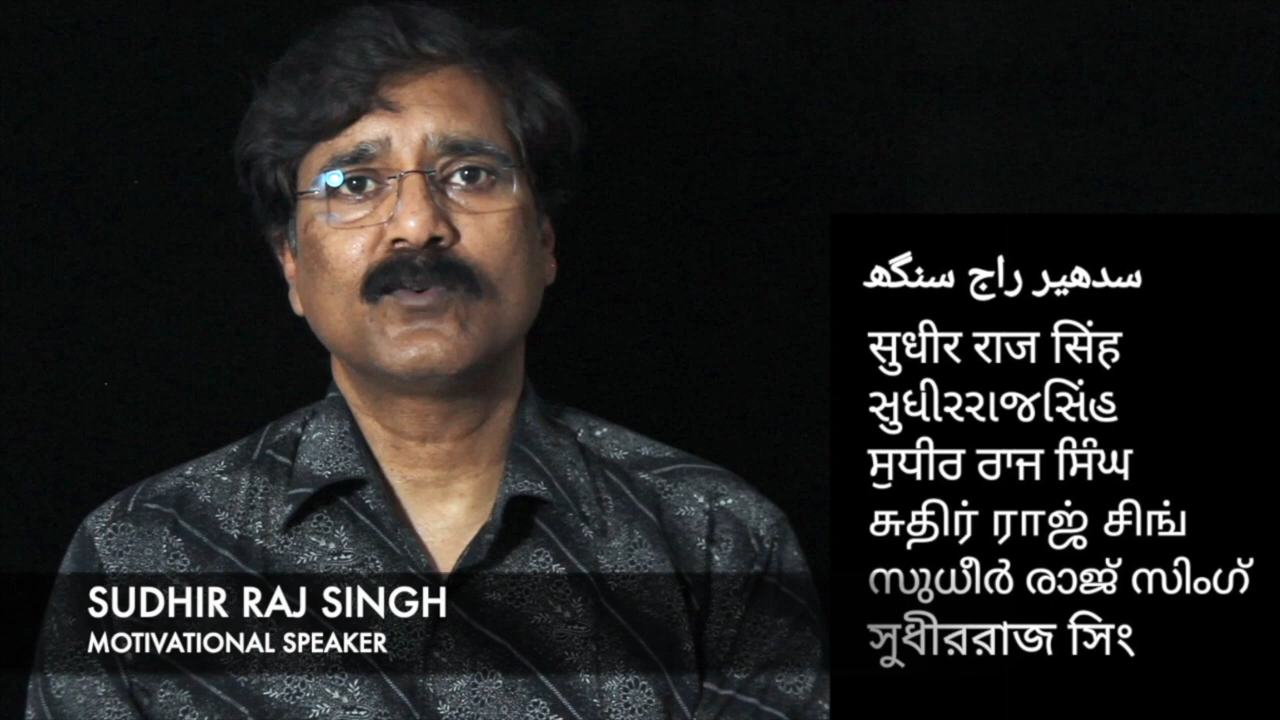 سدھیر راج سنگھ
सुधीर राज सिंह
સુધીરરાજસિંહ
ਸੁਧੀਰ ਰਾਜ ਸਿੰਘ
சுதிர் ராஜ் சிங்
സുധീർ രാജ് സിംഗ്
সুধীররাজ সিং
SUDHIR RAJ SINGH
MOTIVATIONAL SPEAKER